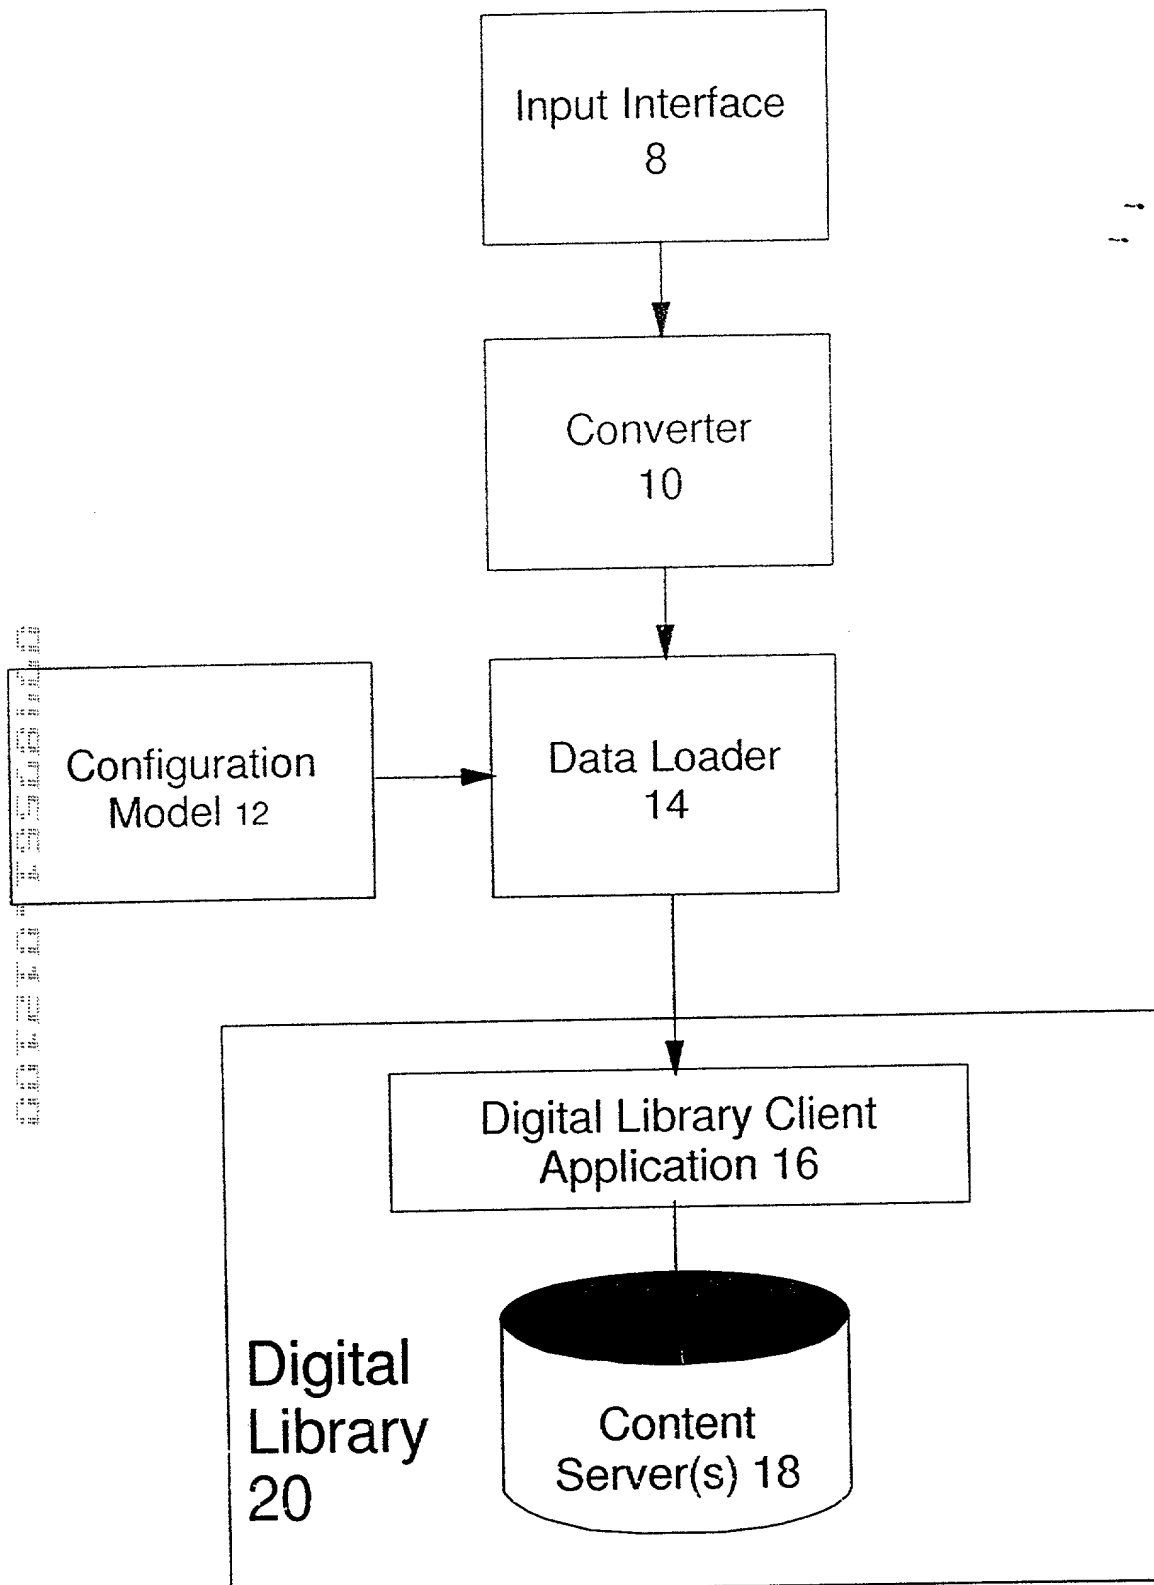 Input Interface
8
Converter
10
Configuration
Model 12
Data Loader
14
Digital Library Client
Application 16
Digital
Library
20
Content
Server(s) 18